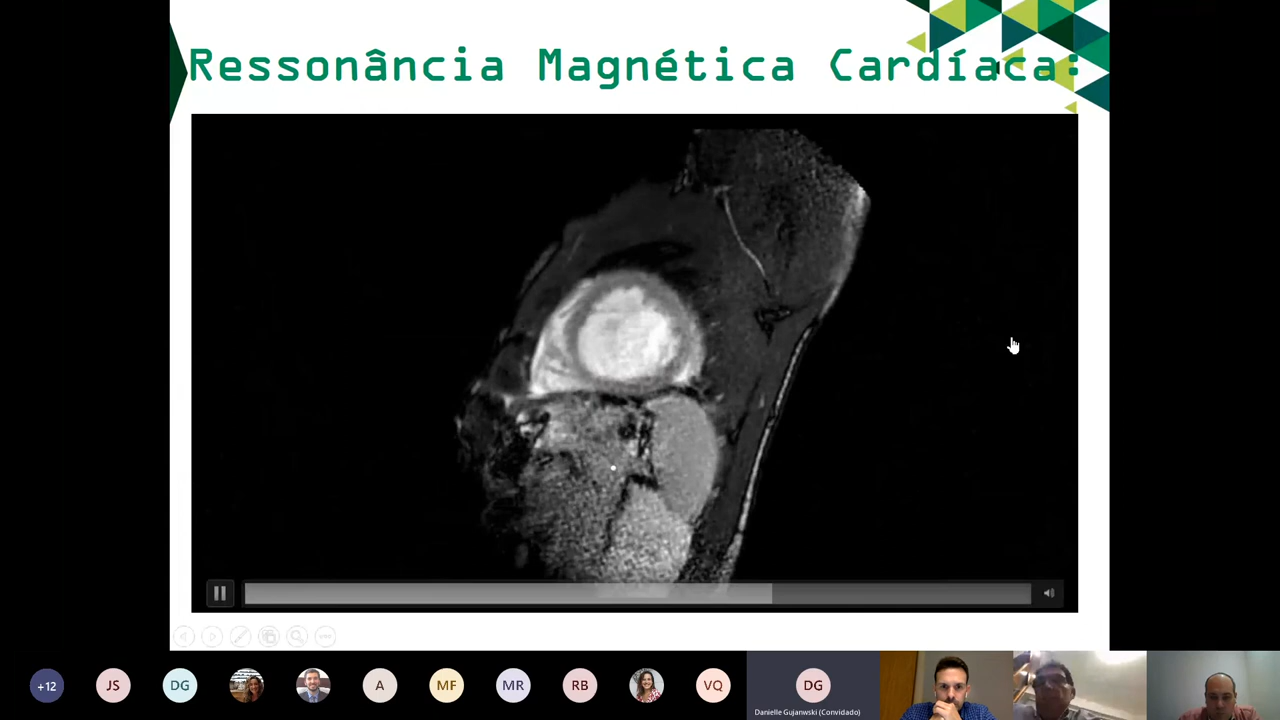 Ressonância Magnética Cardíaca:
+12
JS
DG
A
MF
MR
RB
VQ
DG
Danielle Gujanwski (Convidado)